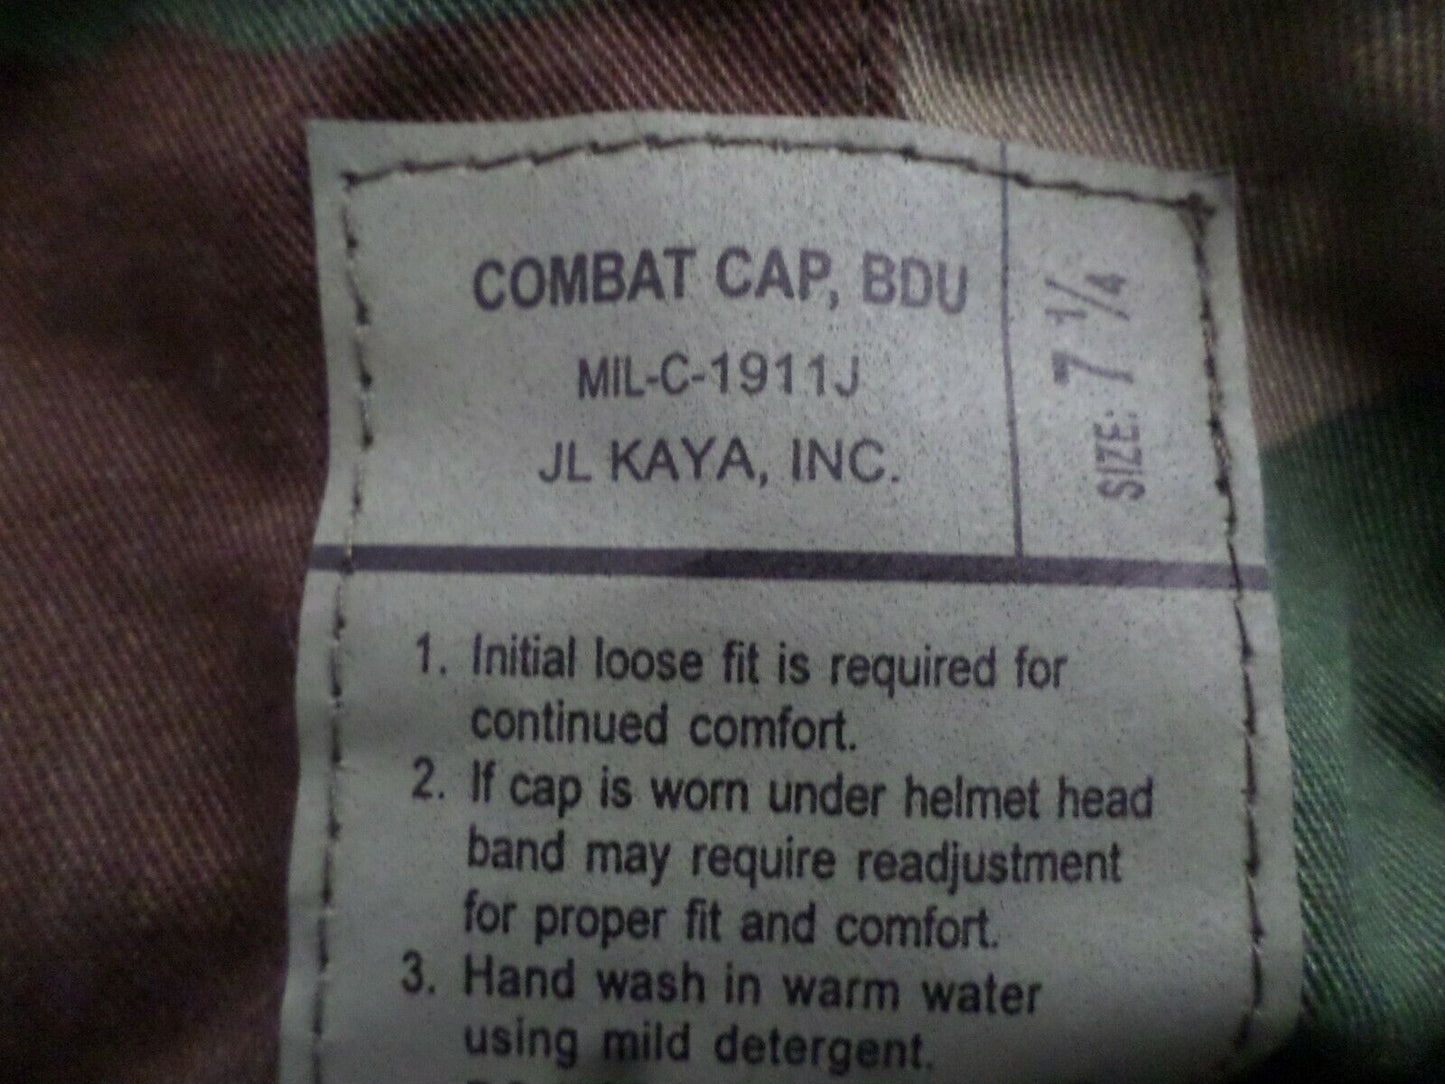 COMBAT CAP, BDU
MIL-C-1911J
JL KAYA, INC.
SIZE: 7 1/4
1. Initial loose fit is required for
continued comfort.
2. If cap is worn under helmet head
band may require readjustment
for proper fit and comfort.
3. Hand wash in warm water
using mild detergent.